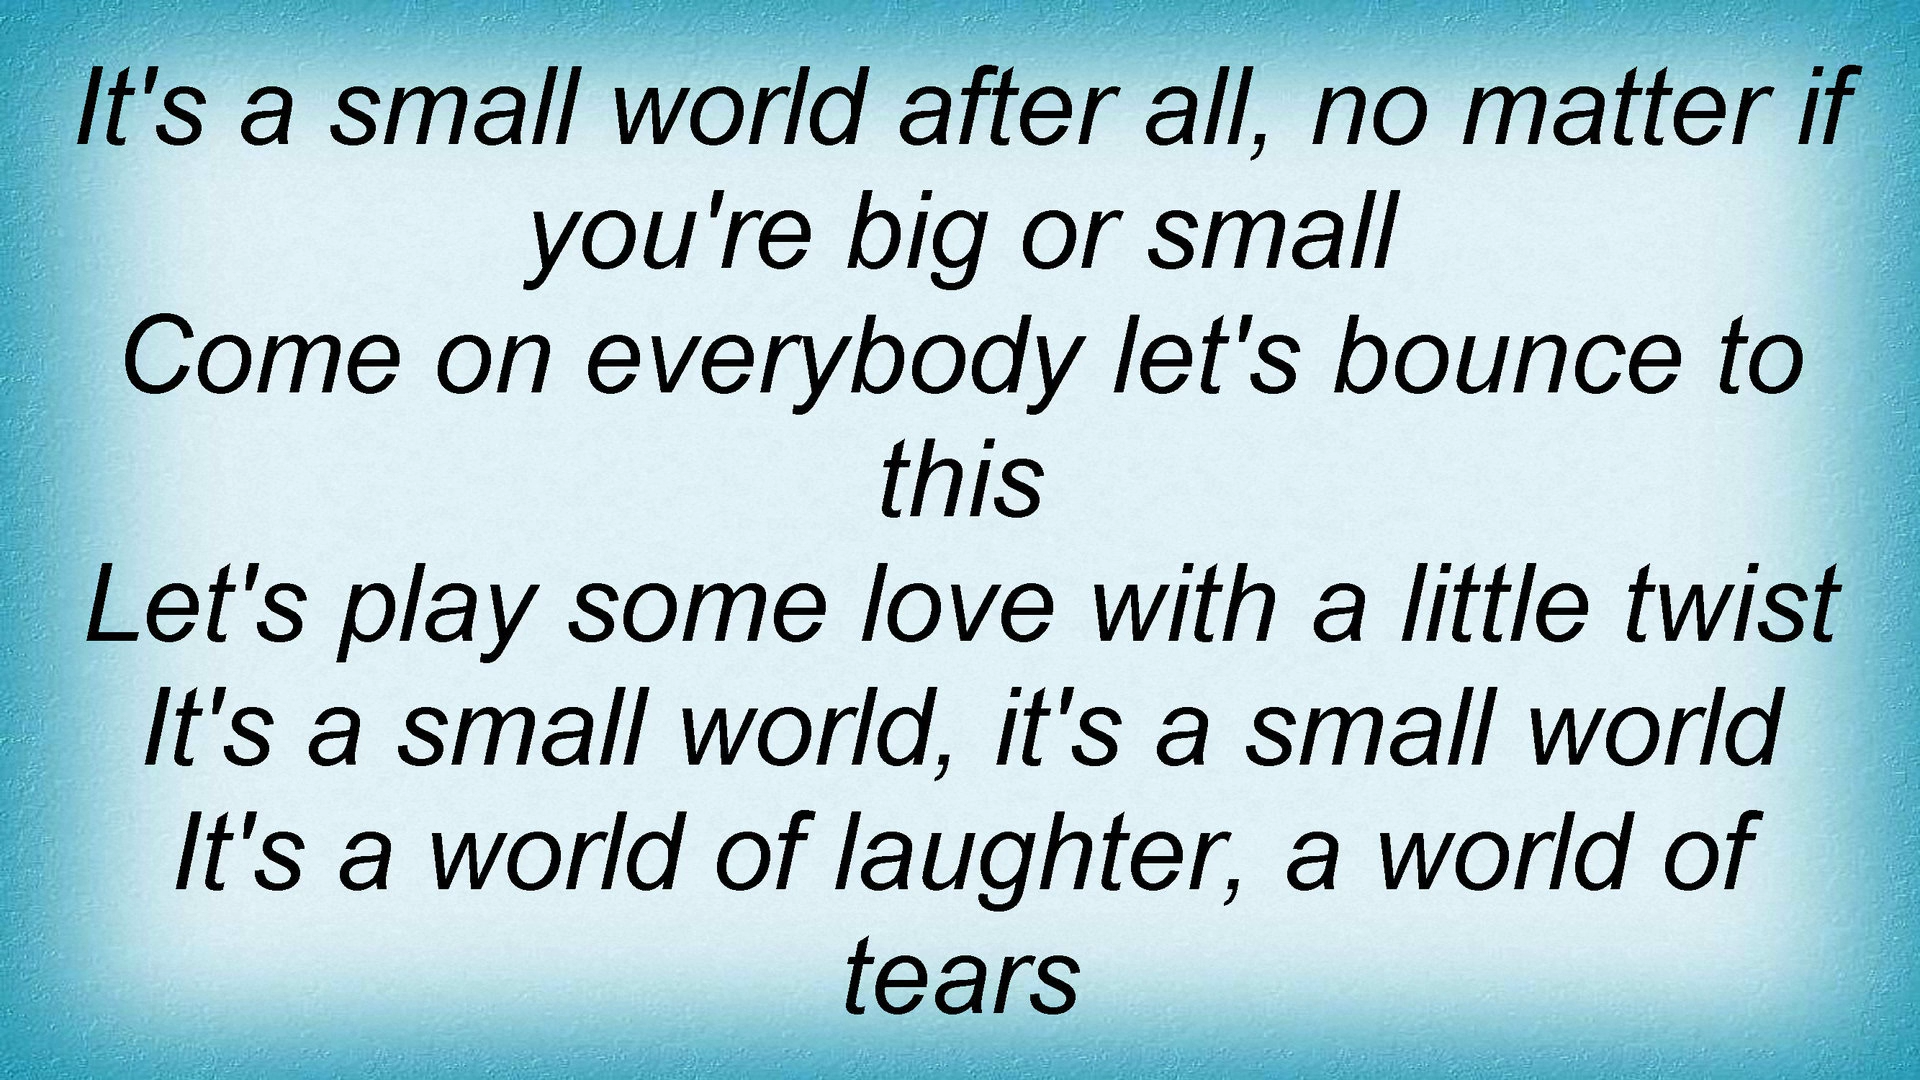 It's a small world after all, no matter if
you're big or small
Come on everybody let's bounce to
this
Let's play some love with a little twist
It's a small world, it's a small world
It's a world of laughter, a world of
tears